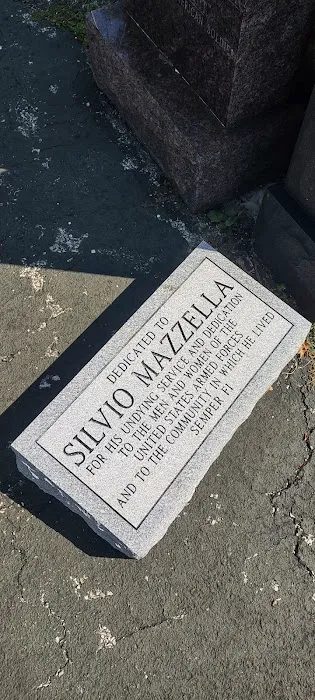 DEDICATED TO
SILVIO MAZZELLA
FOR HIS UNDYING SERVICE AND DEDICATION
TO THE MEN AND WOMEN OF THE
UNITED STATES ARMED FORCES
AND TO THE COMMUNITY IN WHICH HE LIVED
SEMPER FI